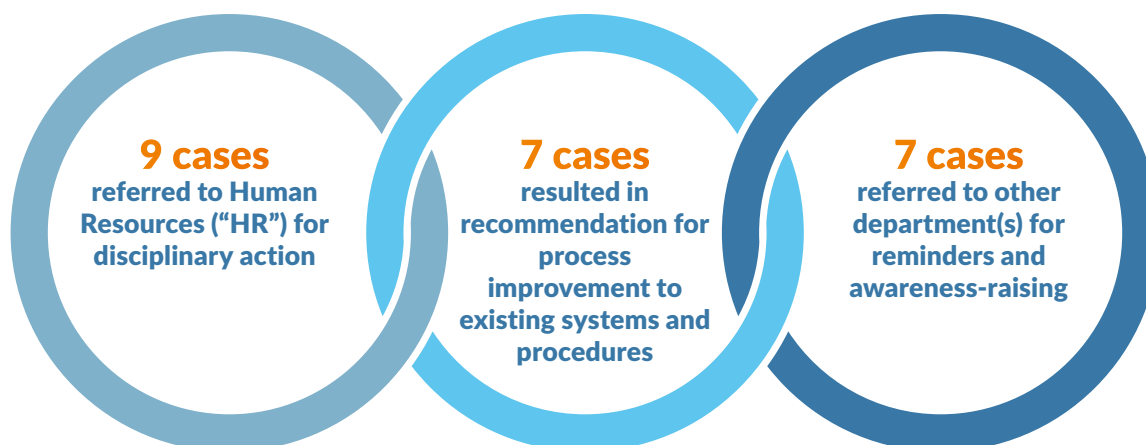 9 cases
referred to Human
Resources (“HR”) for
disciplinary action
7 cases
resulted in
recommendation for
process
improvement to
existing systems and
procedures
7 cases
referred to other
department(s) for
reminders and
awareness-raising